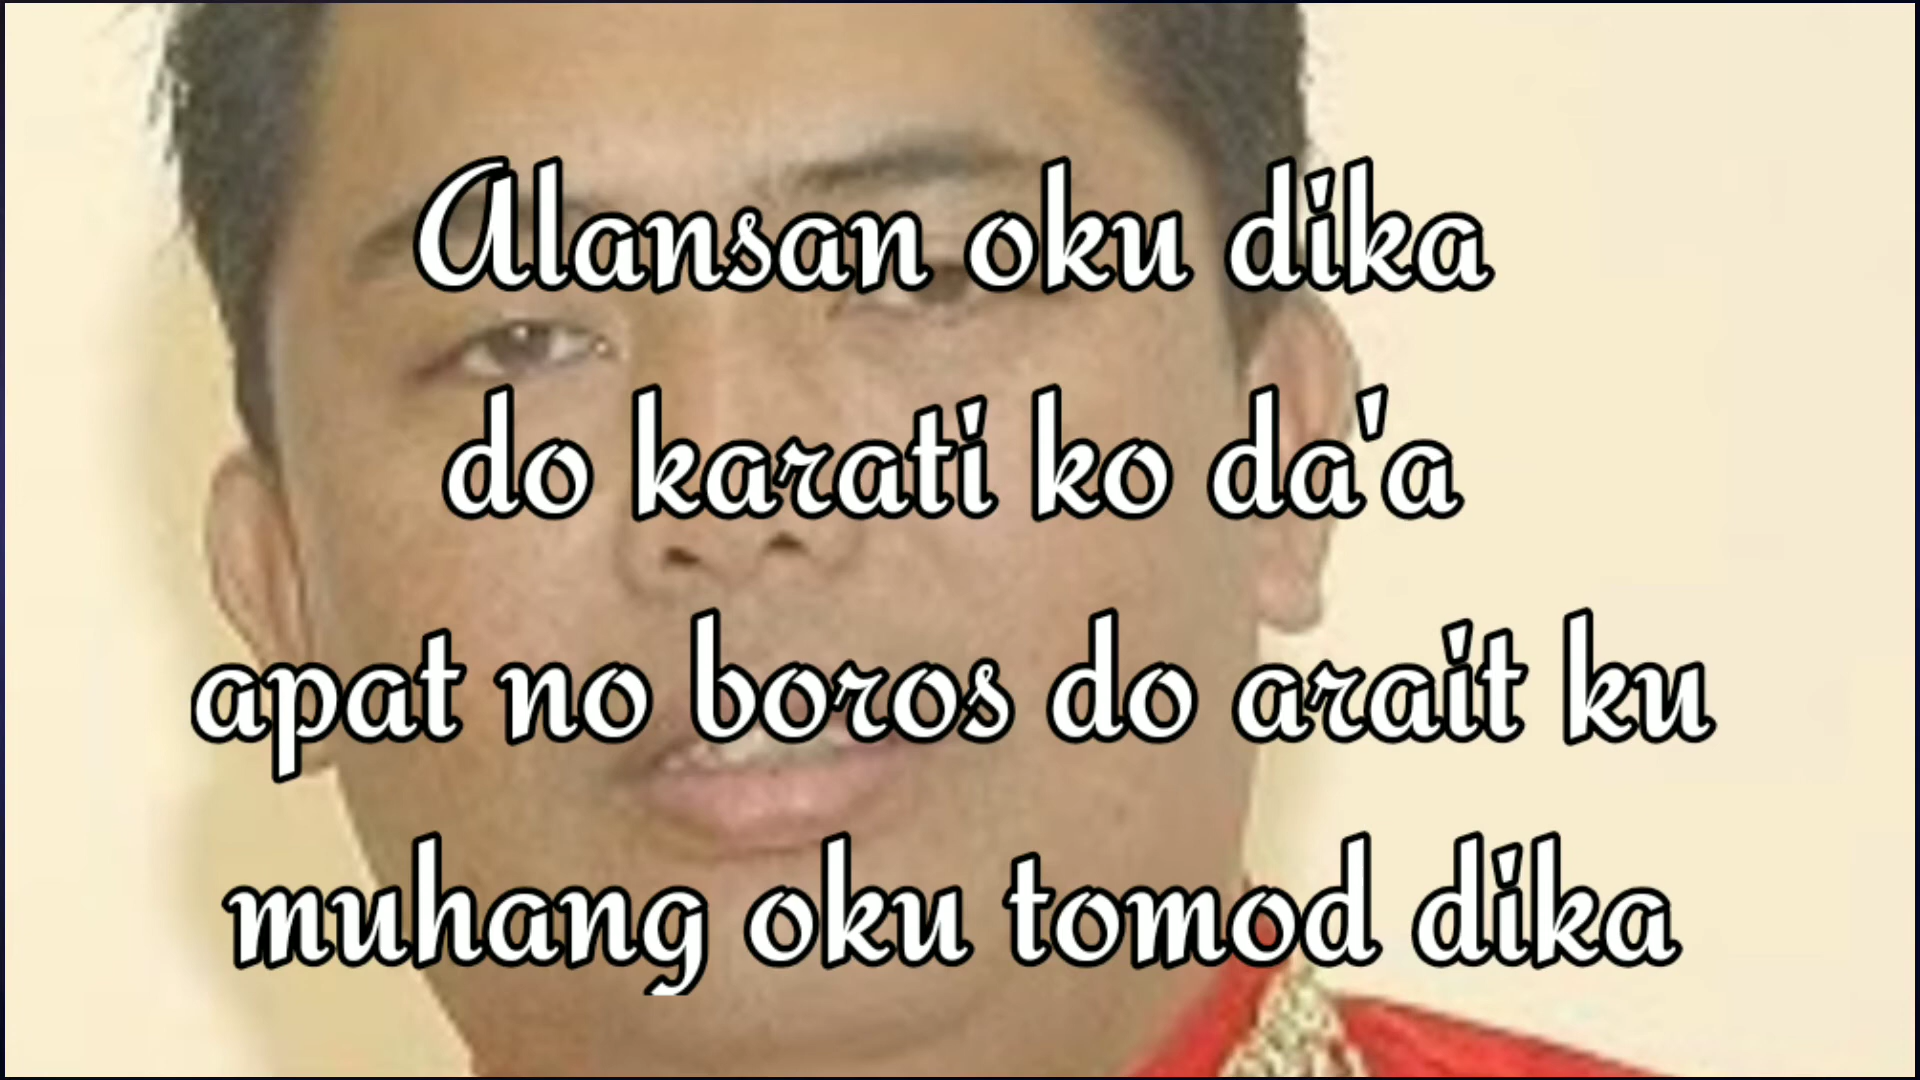 Alansan oku dika
do karati ko da'a
apat no boros do arait ku
muhang oku tomod dika